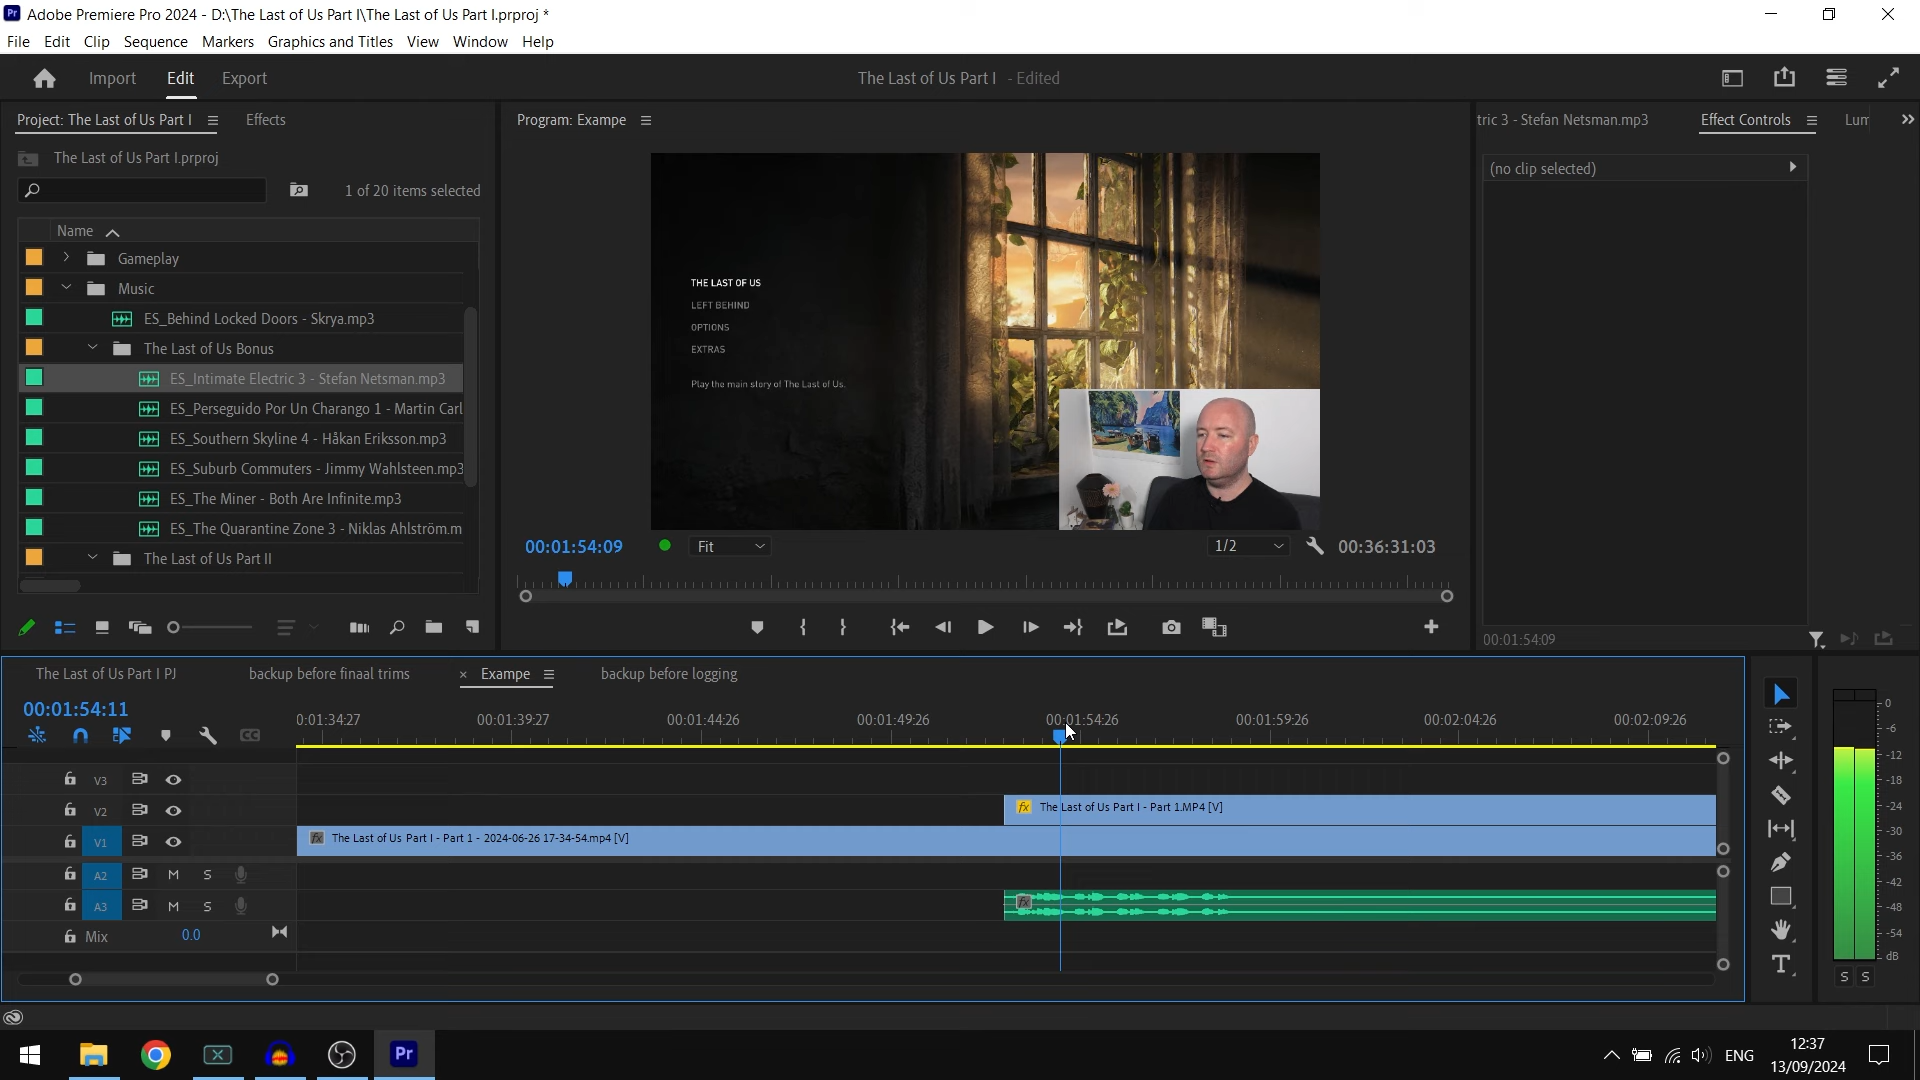 Pr Adobe Premiere Pro 2024 - D:\The Last of Us Part I\The Last of Us Part I.prproj *
File Edit Clip Sequence Markers Graphics and Titles View Window Help
Import Edit Export
The Last of Us Part I - Edited
Project: The Last of Us Part I
Effects
The Last of Us Part I.prproj
1 of 20 items selected
Name
Gameplay
Music
ES_Behind Locked Doors - Skrya.mp3
The Last of Us Bonus
ES_Intimate Electric 3 - Stefan Netsman.mp3
ES_Perseguido Por Un Charango 1 - Martin Carl
ES_Southern Skyline 4 - Håkan Eriksson.mp3
ES_Suburb Commuters - Jimmy Wahlsteen.mp3
ES_The Miner - Both Are Infinite.mp3
ES_The Quarantine Zone 3 - Niklas Ahlström.m
The Last of Us Part II
Program: Exampe
THE LAST OF US
LEFT BEHIND
OPTIONS
EXTRAS
Play the main story of The Last of Us.
00:01:54:09
Fit
1/2
00:36:31:03
tric 3 - Stefan Netsman.mp3
Effect Controls
Lum
(no clip selected)
00:01:54:09
The Last of Us Part I PJ
backup before finaal trims
× Exampe
backup before logging
00:01:54:11
0:01:34:27 00:01:39:27 00:01:44:26 00:01:49:26 00:01:54:26 00:01:59:26 00:02:04:26 00:02:09:26
CC
V3
V2
fx The Last of Us Part I - Part 1.MP4 [V]
V1
fx The Last of Us Part I - Part 1 - 2024-06-26 17-34-54.mp4 [V]
A2 M S
A3 M S
fx
Mix 0.0
0
-6
-12
-18
-24
-30
-36
-42
-48
-54
dB
S S
T
Pr
ENG
12:37
13/09/2024